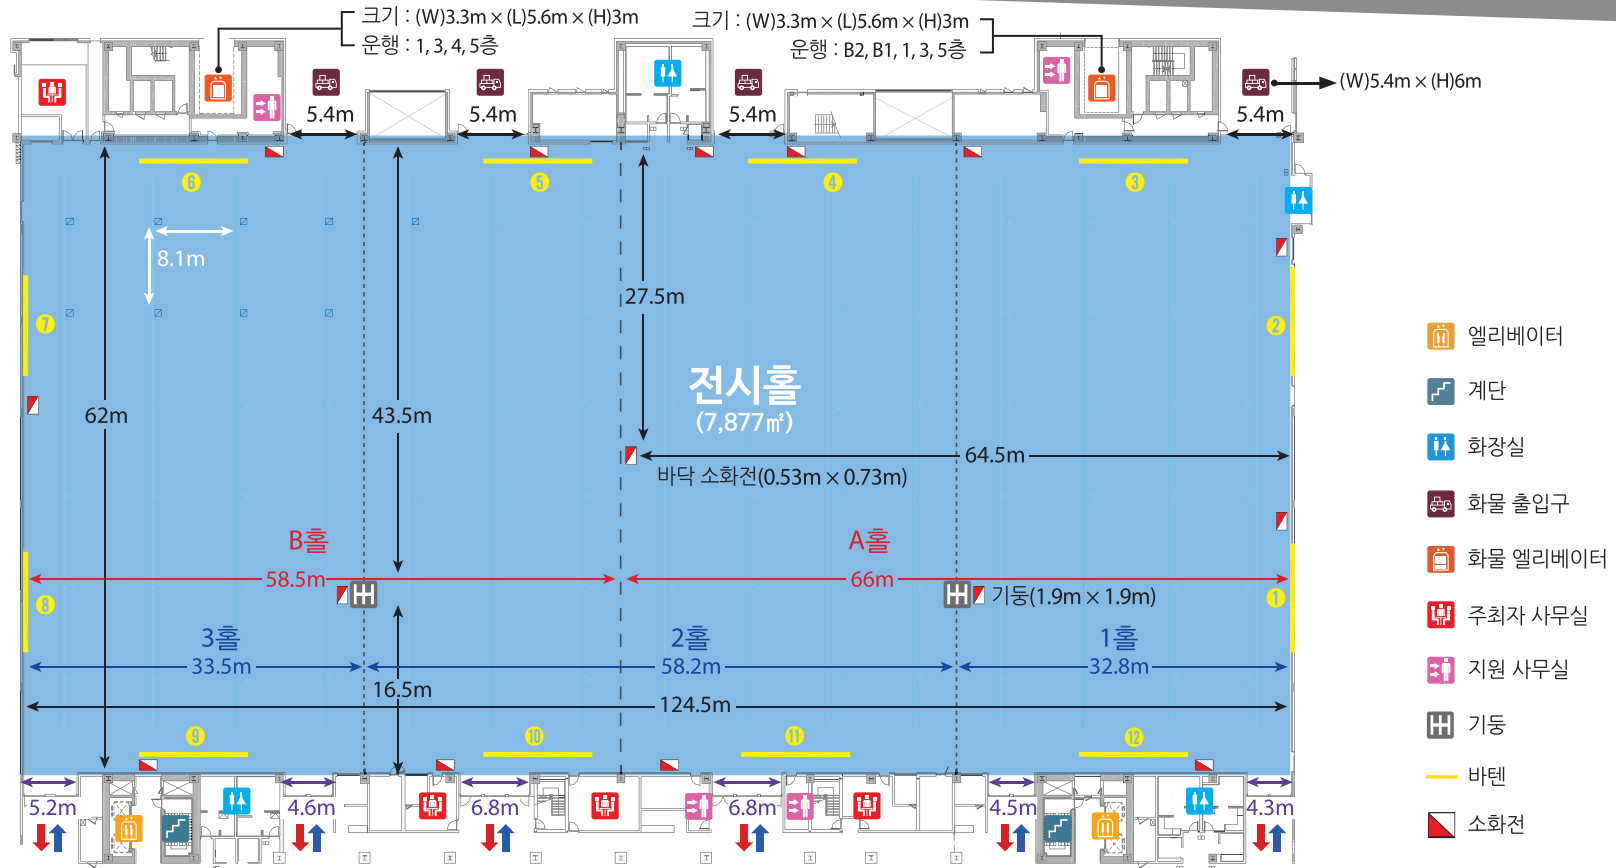 크기 : (W)3.3m × (L)5.6m × (H)3m
운행 : 1, 3, 4, 5층
크기 : (W)3.3m × (L)5.6m × (H)3m
운행 : B2, B1, 1, 3, 5층
(W)5.4m × (H)6m
5.4m
5.4m
5.4m
5.4m
6
5
4
3
8.1m
27.5m
7
2
62m
43.5m
전시홀
(7,877㎡)
64.5m
바닥 소화전(0.53m × 0.73m)
B홀
A홀
58.5m
66m
8
기둥(1.9m × 1.9m)
1
3홀
2홀
1홀
33.5m
58.2m
32.8m
16.5m
124.5m
9
10
11
12
5.2m
4.6m
6.8m
6.8m
4.5m
4.3m
엘리베이터
계단
화장실
화물 출입구
화물 엘리베이터
주최자 사무실
지원 사무실
기둥
바텐
소화전